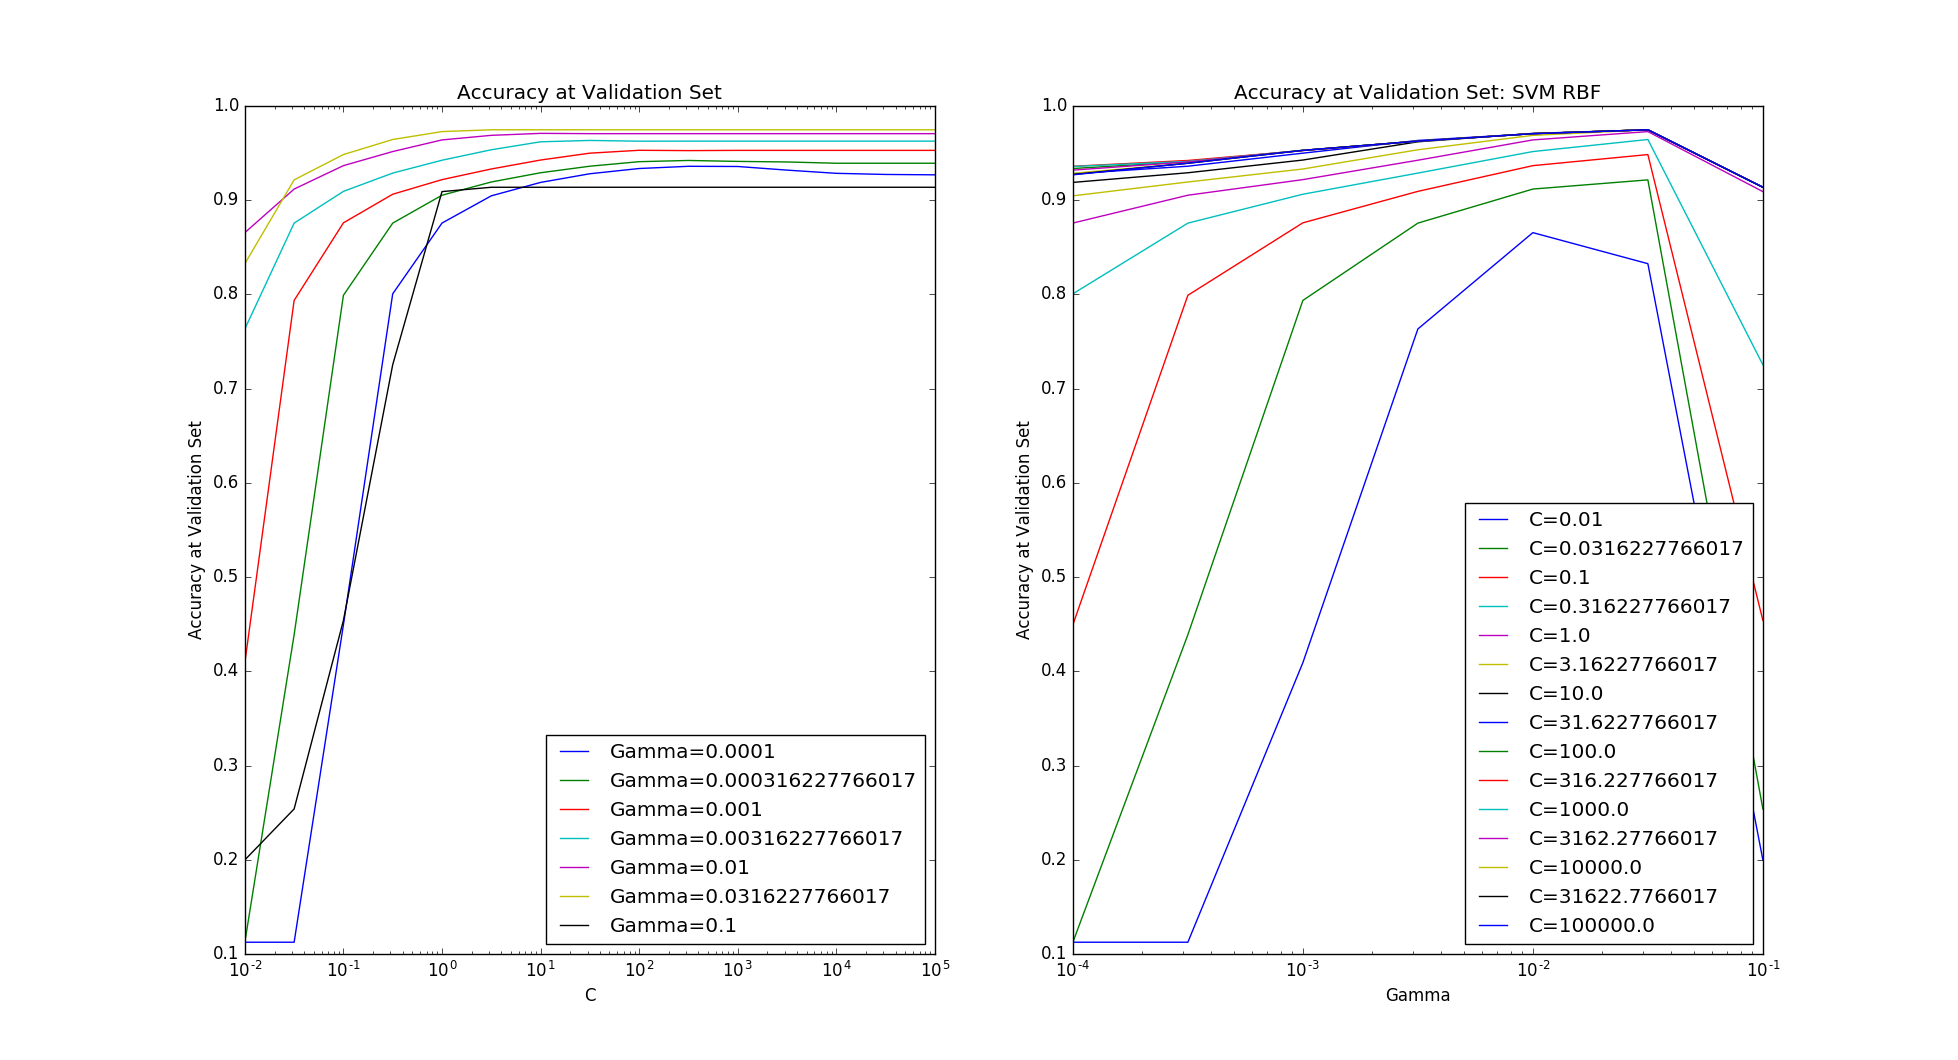 Accuracy at Validation Set
1.0
0.9
0.8
0.7
0.6
0.5
0.4
0.3
0.2
0.1
Accuracy at Validation Set
10^-2 10^-1 10^0 10^1 10^2 10^3 10^4 10^5
C
Gamma=0.0001
Gamma=0.000316227766017
Gamma=0.001
Gamma=0.00316227766017
Gamma=0.01
Gamma=0.0316227766017
Gamma=0.1
Accuracy at Validation Set: SVM RBF
1.0
0.9
0.8
0.7
0.6
0.5
0.4
0.3
0.2
0.1
Accuracy at Validation Set
10^-4 10^-3 10^-2 10^-1
Gamma
C=0.01
C=0.0316227766017
C=0.1
C=0.316227766017
C=1.0
C=3.16227766017
C=10.0
C=31.6227766017
C=100.0
C=316.227766017
C=1000.0
C=3162.27766017
C=10000.0
C=31622.7766017
C=100000.0